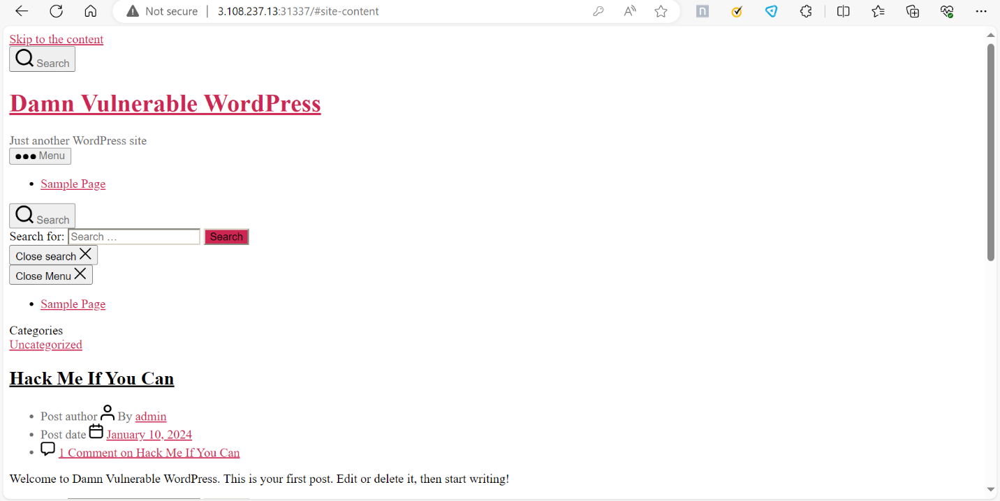 Not secure | 3.108.237.13:31337/#site-content
Skip to the content
Search
Damn Vulnerable WordPress
Just another WordPress site
Menu
Sample Page
Search
Search for: Search … Search
Close search
Close Menu
Sample Page
Categories
Uncategorized
Hack Me If You Can
Post author By admin
Post date January 10, 2024
1 Comment on Hack Me If You Can
Welcome to Damn Vulnerable WordPress. This is your first post. Edit or delete it, then start writing!